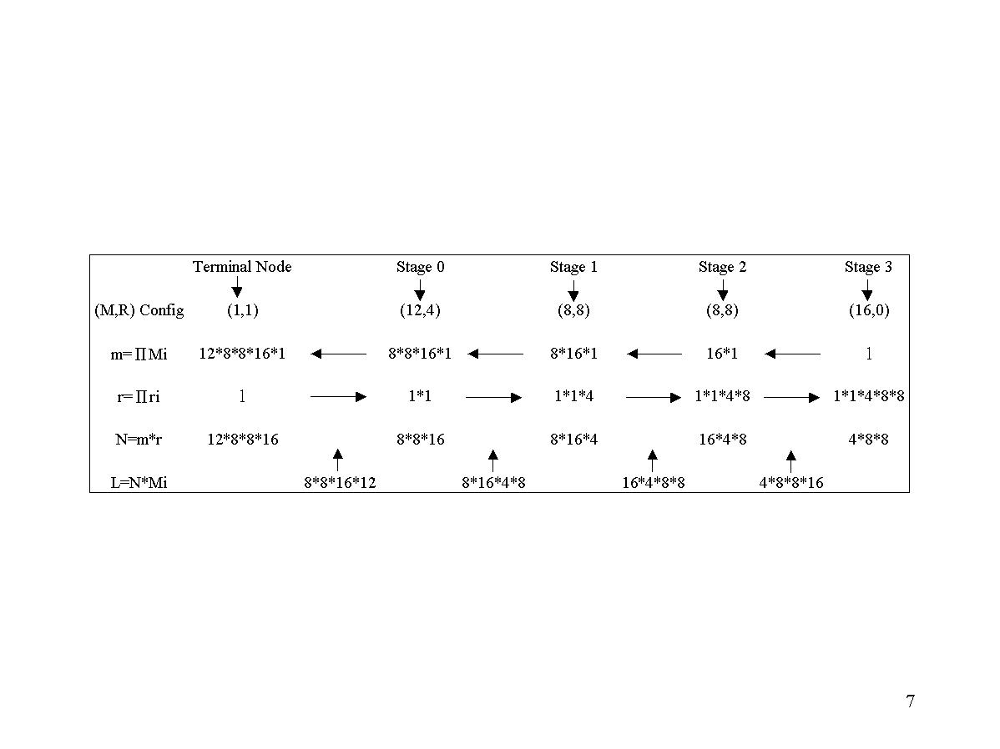 Terminal Node Stage 0 Stage 1 Stage 2 Stage 3
(M,R) Config (1,1) (12,4) (8,8) (8,8) (16,0)
m=∏Mi 12*8*8*16*1 8*8*16*1 8*16*1 16*1 1
r=∏ri 1 1*1 1*1*4 1*1*4*8 1*1*4*8*8
N=m*r 12*8*8*16 8*8*16 8*16*4 16*4*8 4*8*8
L=N*Mi 8*8*16*12 8*16*4*8 16*4*8*8 4*8*8*16
7